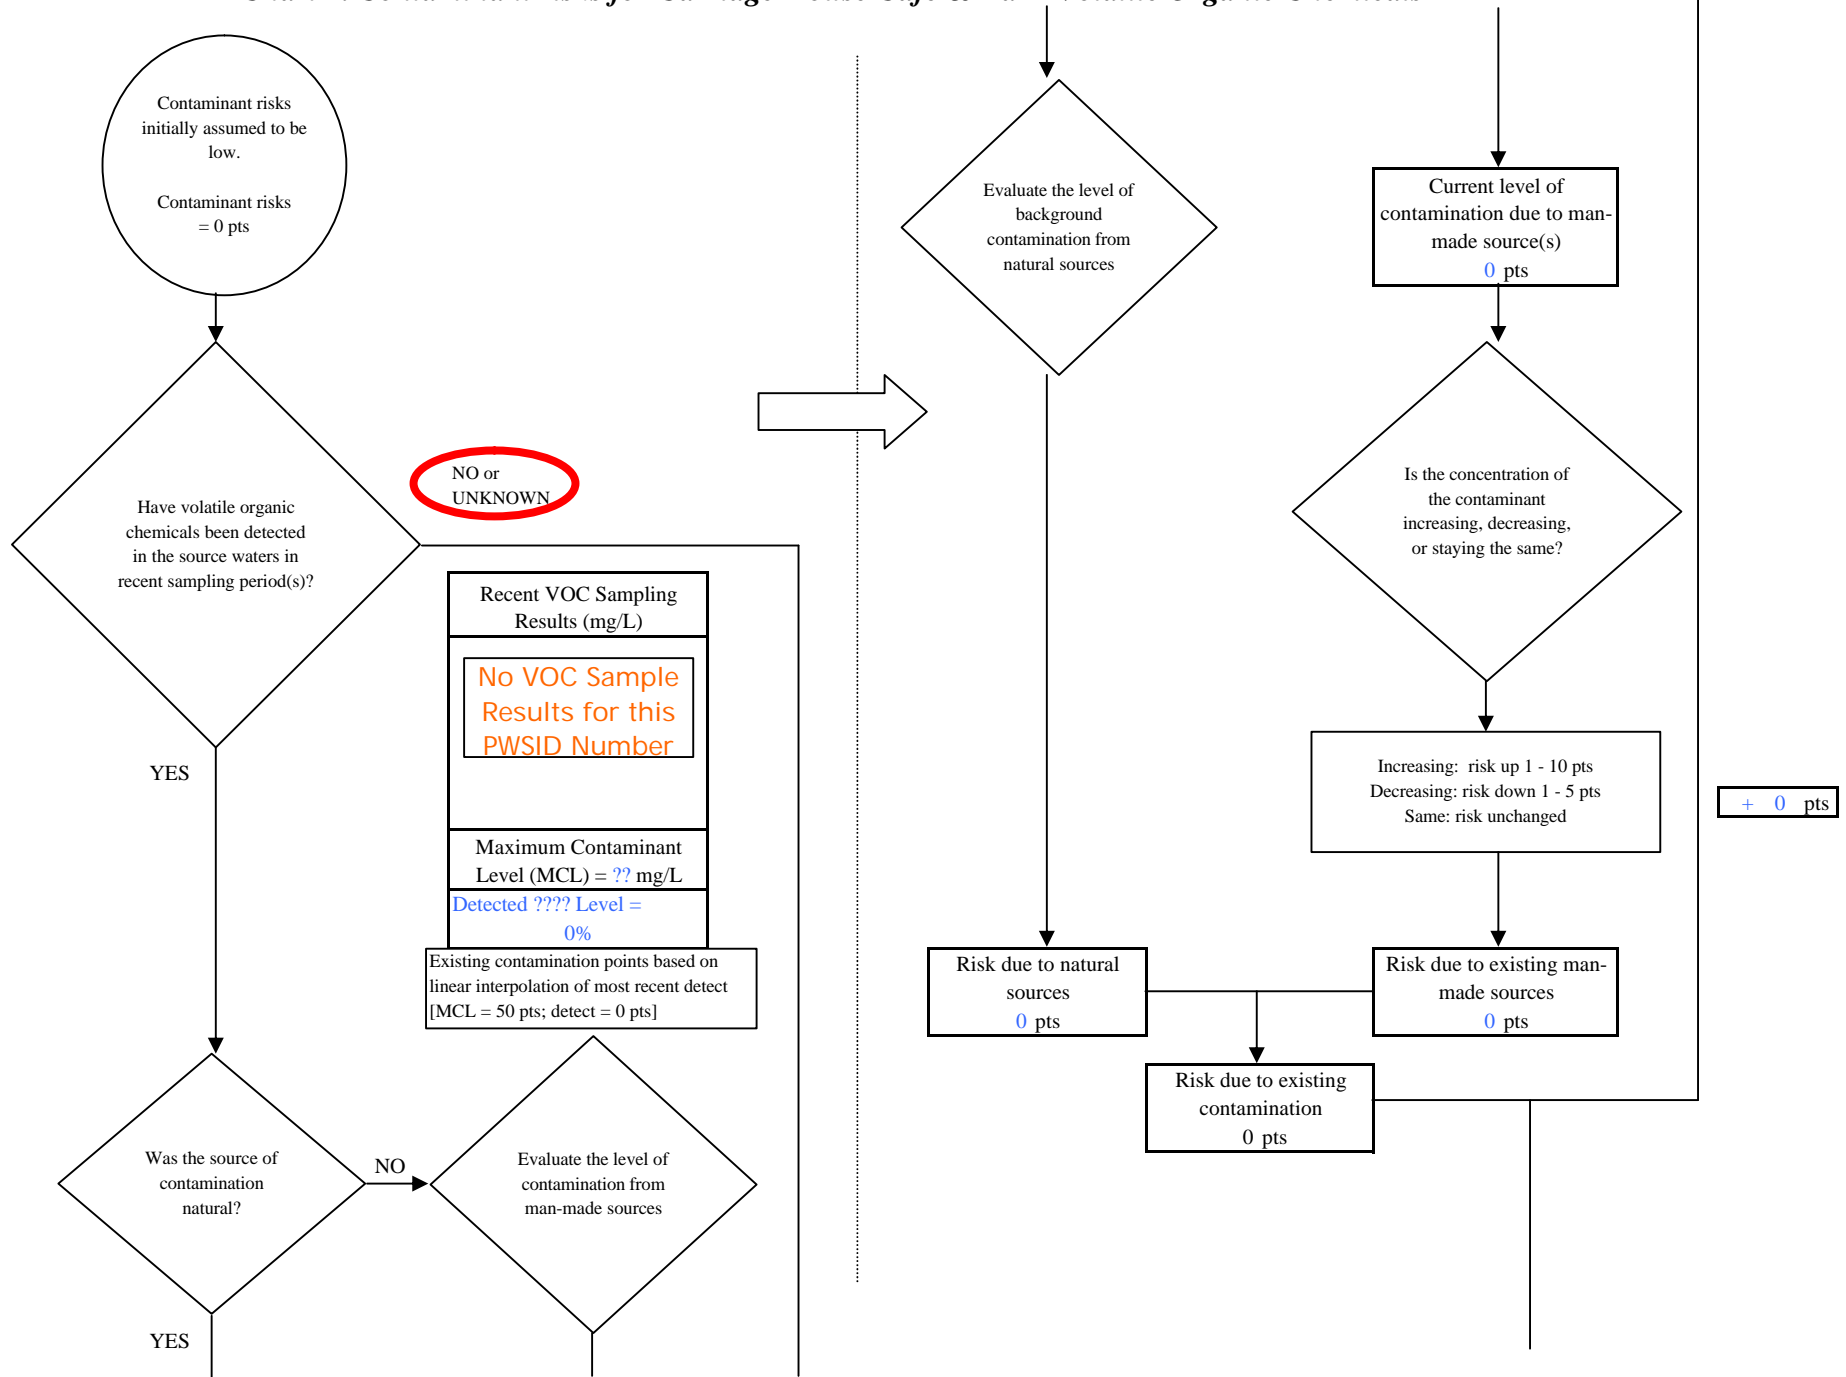 Contaminant risks
initially assumed to be
low.
Contaminant risks
= 0 pts
Have volatile organic
chemicals been detected
in the source waters in
recent sampling period(s)?
NO or
UNKNOWN
YES
Recent VOC Sampling
Results (mg/L)
No VOC Sample
Results for this
PWSID Number
Maximum Contaminant
Level (MCL) = ?? mg/L
Detected ???? Level =
0%
Existing contamination points based on
linear interpolation of most recent detect
[MCL = 50 pts; detect = 0 pts]
Was the source of
contamination
natural?
NO
Evaluate the level of
contamination from
man-made sources
YES
Evaluate the level of
background
contamination from
natural sources
Current level of
contamination due to man-
made source(s)
0 pts
Is the concentration of
the contaminant
increasing, decreasing,
or staying the same?
Increasing: risk up 1 - 10 pts
Decreasing: risk down 1 - 5 pts
Same: risk unchanged
+ 0 pts
Risk due to natural
sources
0 pts
Risk due to existing man-
made sources
0 pts
Risk due to existing
contamination
0 pts